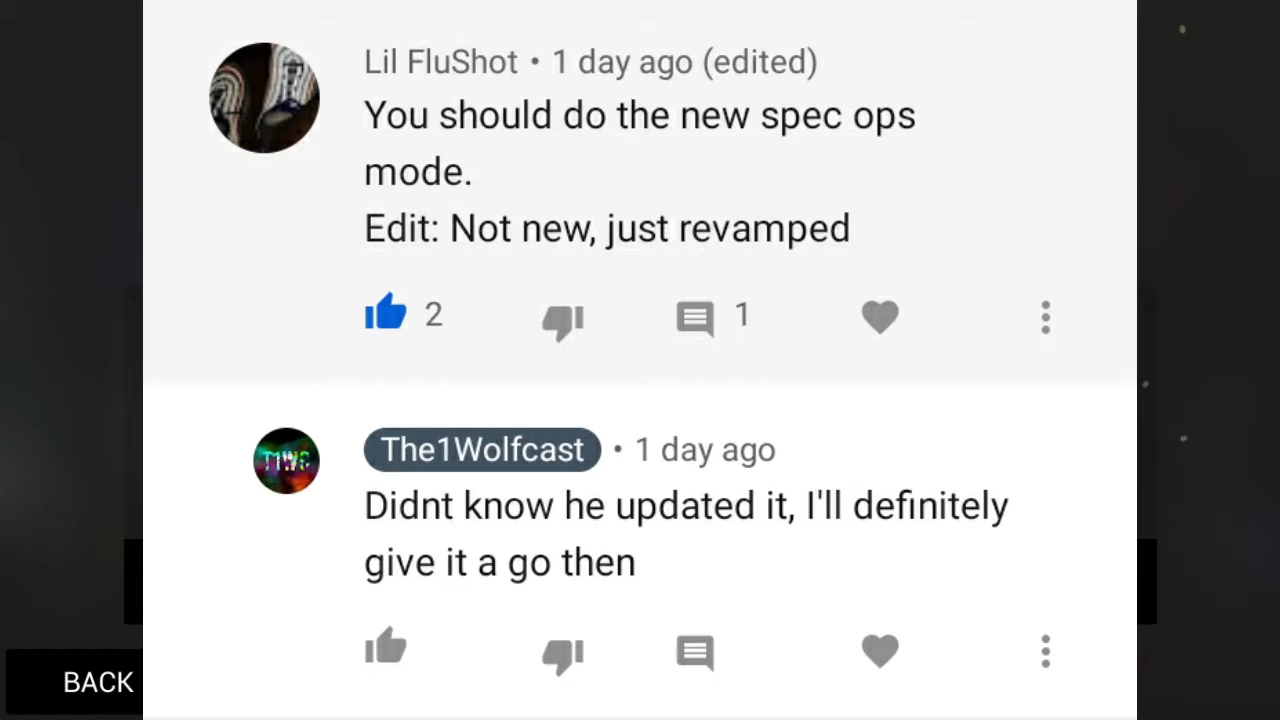 Lil FluShot • 1 day ago (edited)
You should do the new spec ops
mode.
Edit: Not new, just revamped
2
1
T1WC
The1Wolfcast • 1 day ago
Didnt know he updated it, I'll definitely
give it a go then
BACK